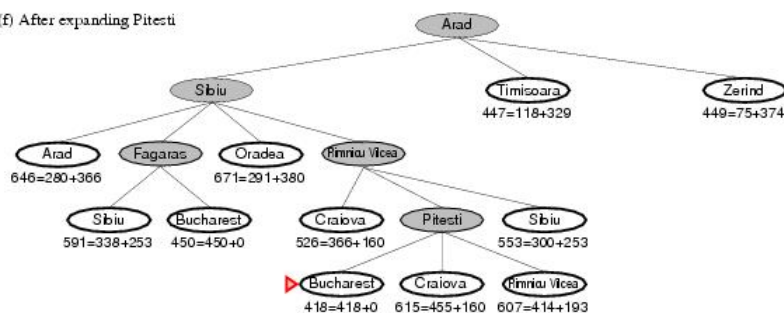 (f) After expanding Pitesti
Arad
Sibiu
Timisoara
Zerind
447=118+329
449=75+374
Arad
Fagaras
Oradea
Rimnicu Vilcea
646=280+366
671=291+380
Sibiu
Bucharest
Craiova
Pitesti
Sibiu
591=338+253
450=450+0
526=366+160
553=300+253
Bucharest
Craiova
Rimnicu Vilcea
418=418+0
615=455+160
607=414+193